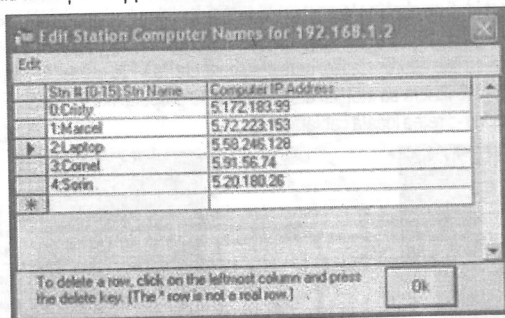 Edit Station Computer Names for 192.168.1.2
Edit
Stn # [0-15]:Stn Name Computer IP Address
0:Cristy 5.172.183.99
1:Marcel 5.72.223.153
2:Laptop 5.58.246.128
3:Cornel 5.91.56.74
4:Sorin 5.20.180.26
*
To delete a row, click on the leftmost column and press
the delete key. [The * row is not a real row.]
Ok